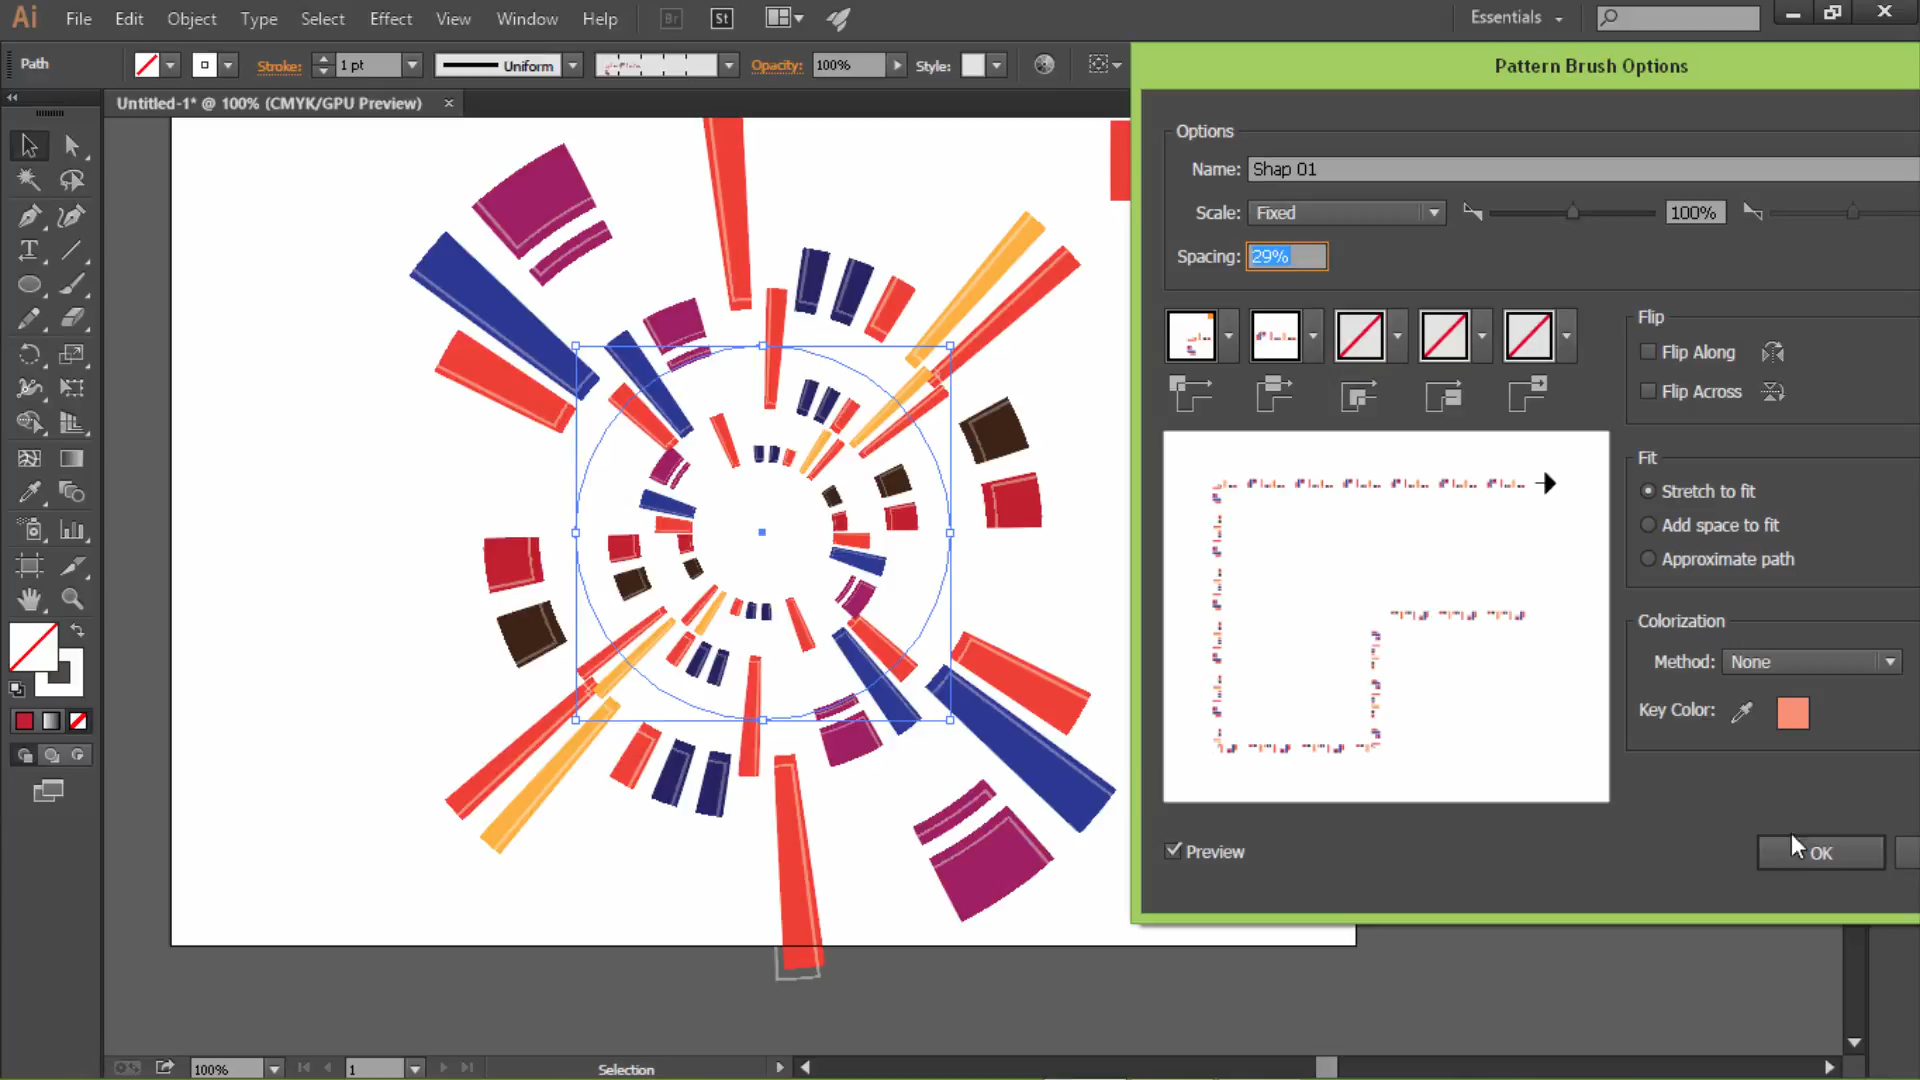 Ai File Edit Object Type Select Effect View Window Help Br St Essentials
Path Stroke: 1 pt Uniform Opacity: 100% Style:
Untitled-1* @ 100% (CMYK/GPU Preview) ×
Pattern Brush Options
Options
Name: Shap 01
Scale: Fixed 100%
Spacing: 29%
Flip
Flip Along
Flip Across
Fit
Stretch to fit
Add space to fit
Approximate path
Colorization
Method: None
Key Color:
Preview
OK
100% 1 Selection